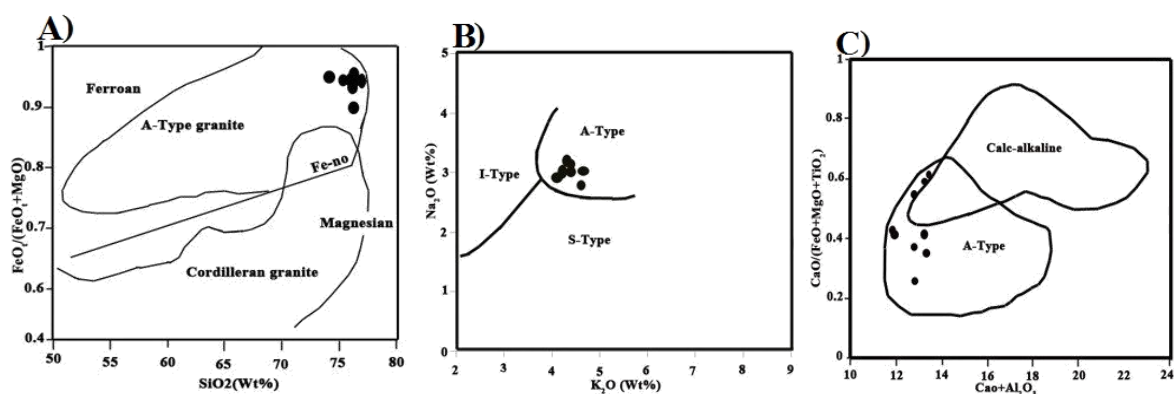 A)
1
0.9
0.8
0.7
0.6
0.4
FeOt/(FeOt+MgO)
Ferroan
A-Type granite
Fe-no
Magnesian
Cordilleran granite
50
60
65
70
80
SiO2(Wt%)
B)
5
4
3
2
1
0
Na2O (Wt%)
A-Type
I-Type
S-Type
2
3
4
5
6
7
8
9
K2O (Wt%)
C)
1
0.8
0.6
0.4
0.2
0
CaO/(FeO+MgO+TiO2)
Calc-alkaline
A-Type
10
12
14
16
18
20
22
24
Cao+Al2O3